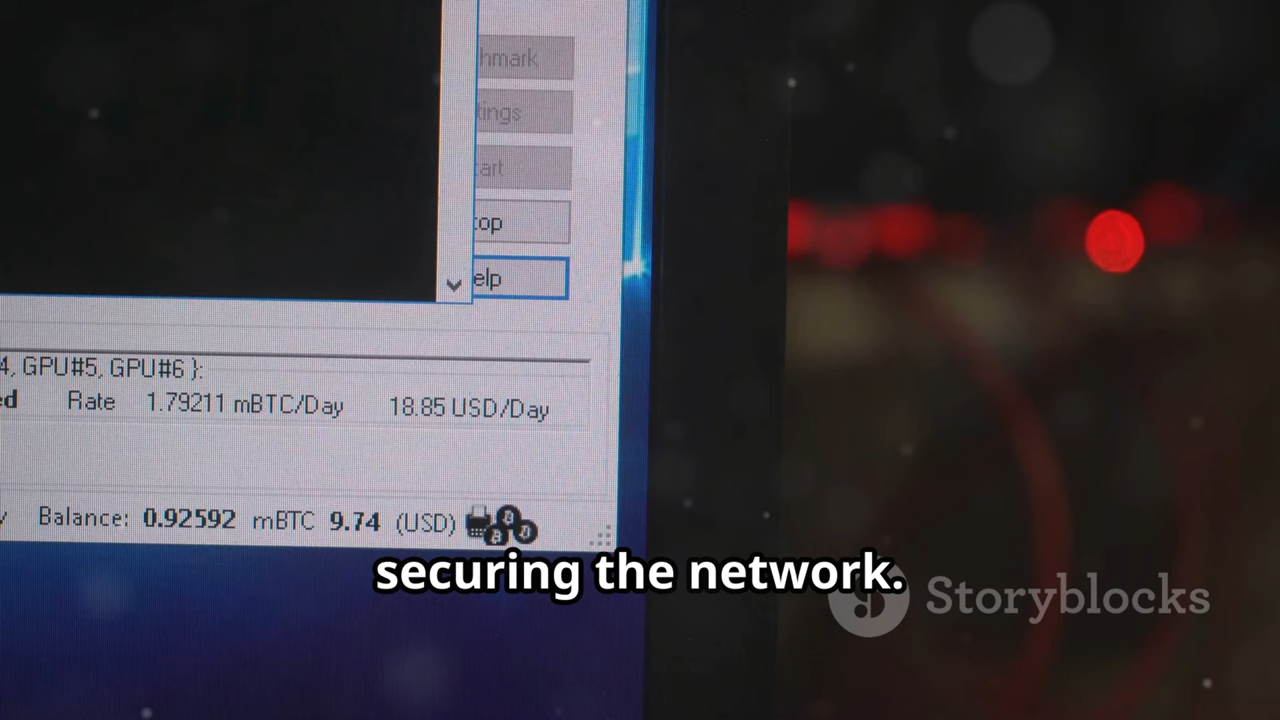 hmark
tings
art
top
elp
4, GPU#5, GPU#6 }:
ed Rate 1.79211 mBTC/Day 18.85 USD/Day
y Balance: 0.92592 mBTC 9.74 (USD)
securing the network.
Storyblocks